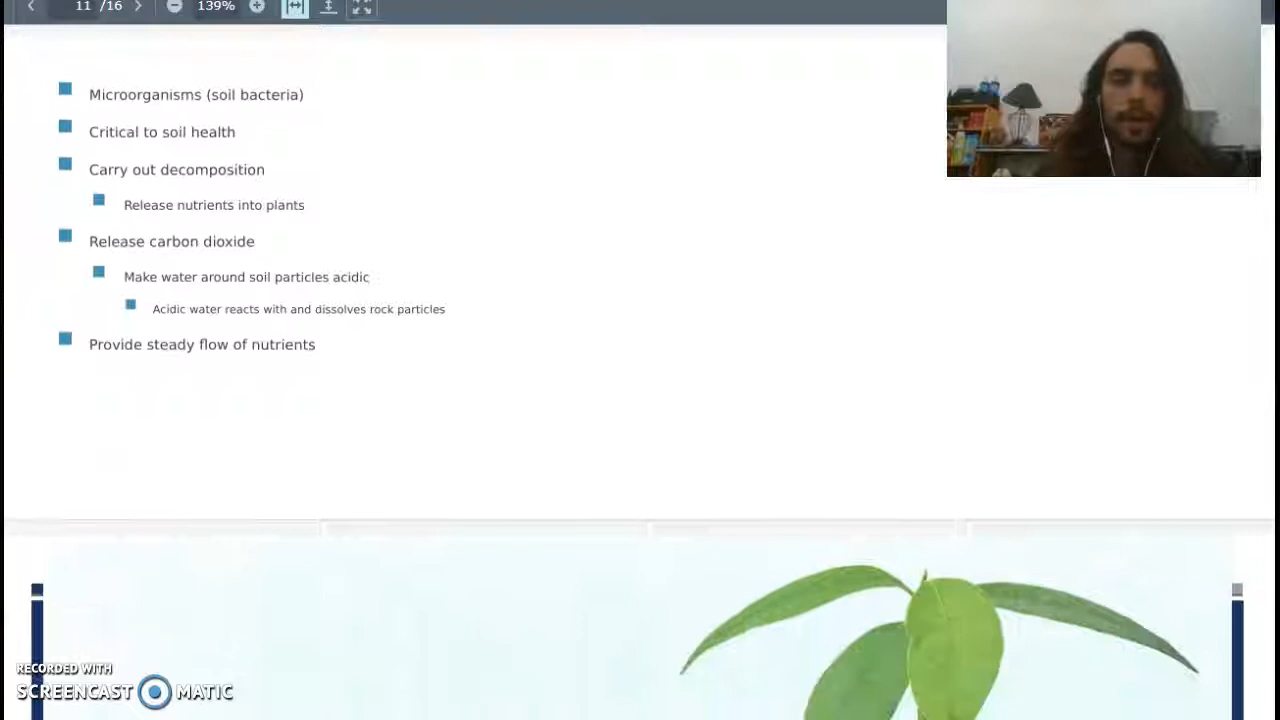 11 /16
139%
Microorganisms (soil bacteria)
Critical to soil health
Carry out decomposition
Release nutrients into plants
Release carbon dioxide
Make water around soil particles acidic
Acidic water reacts with and dissolves rock particles
Provide steady flow of nutrients
RECORDED WITH
SCREENCAST MATIC